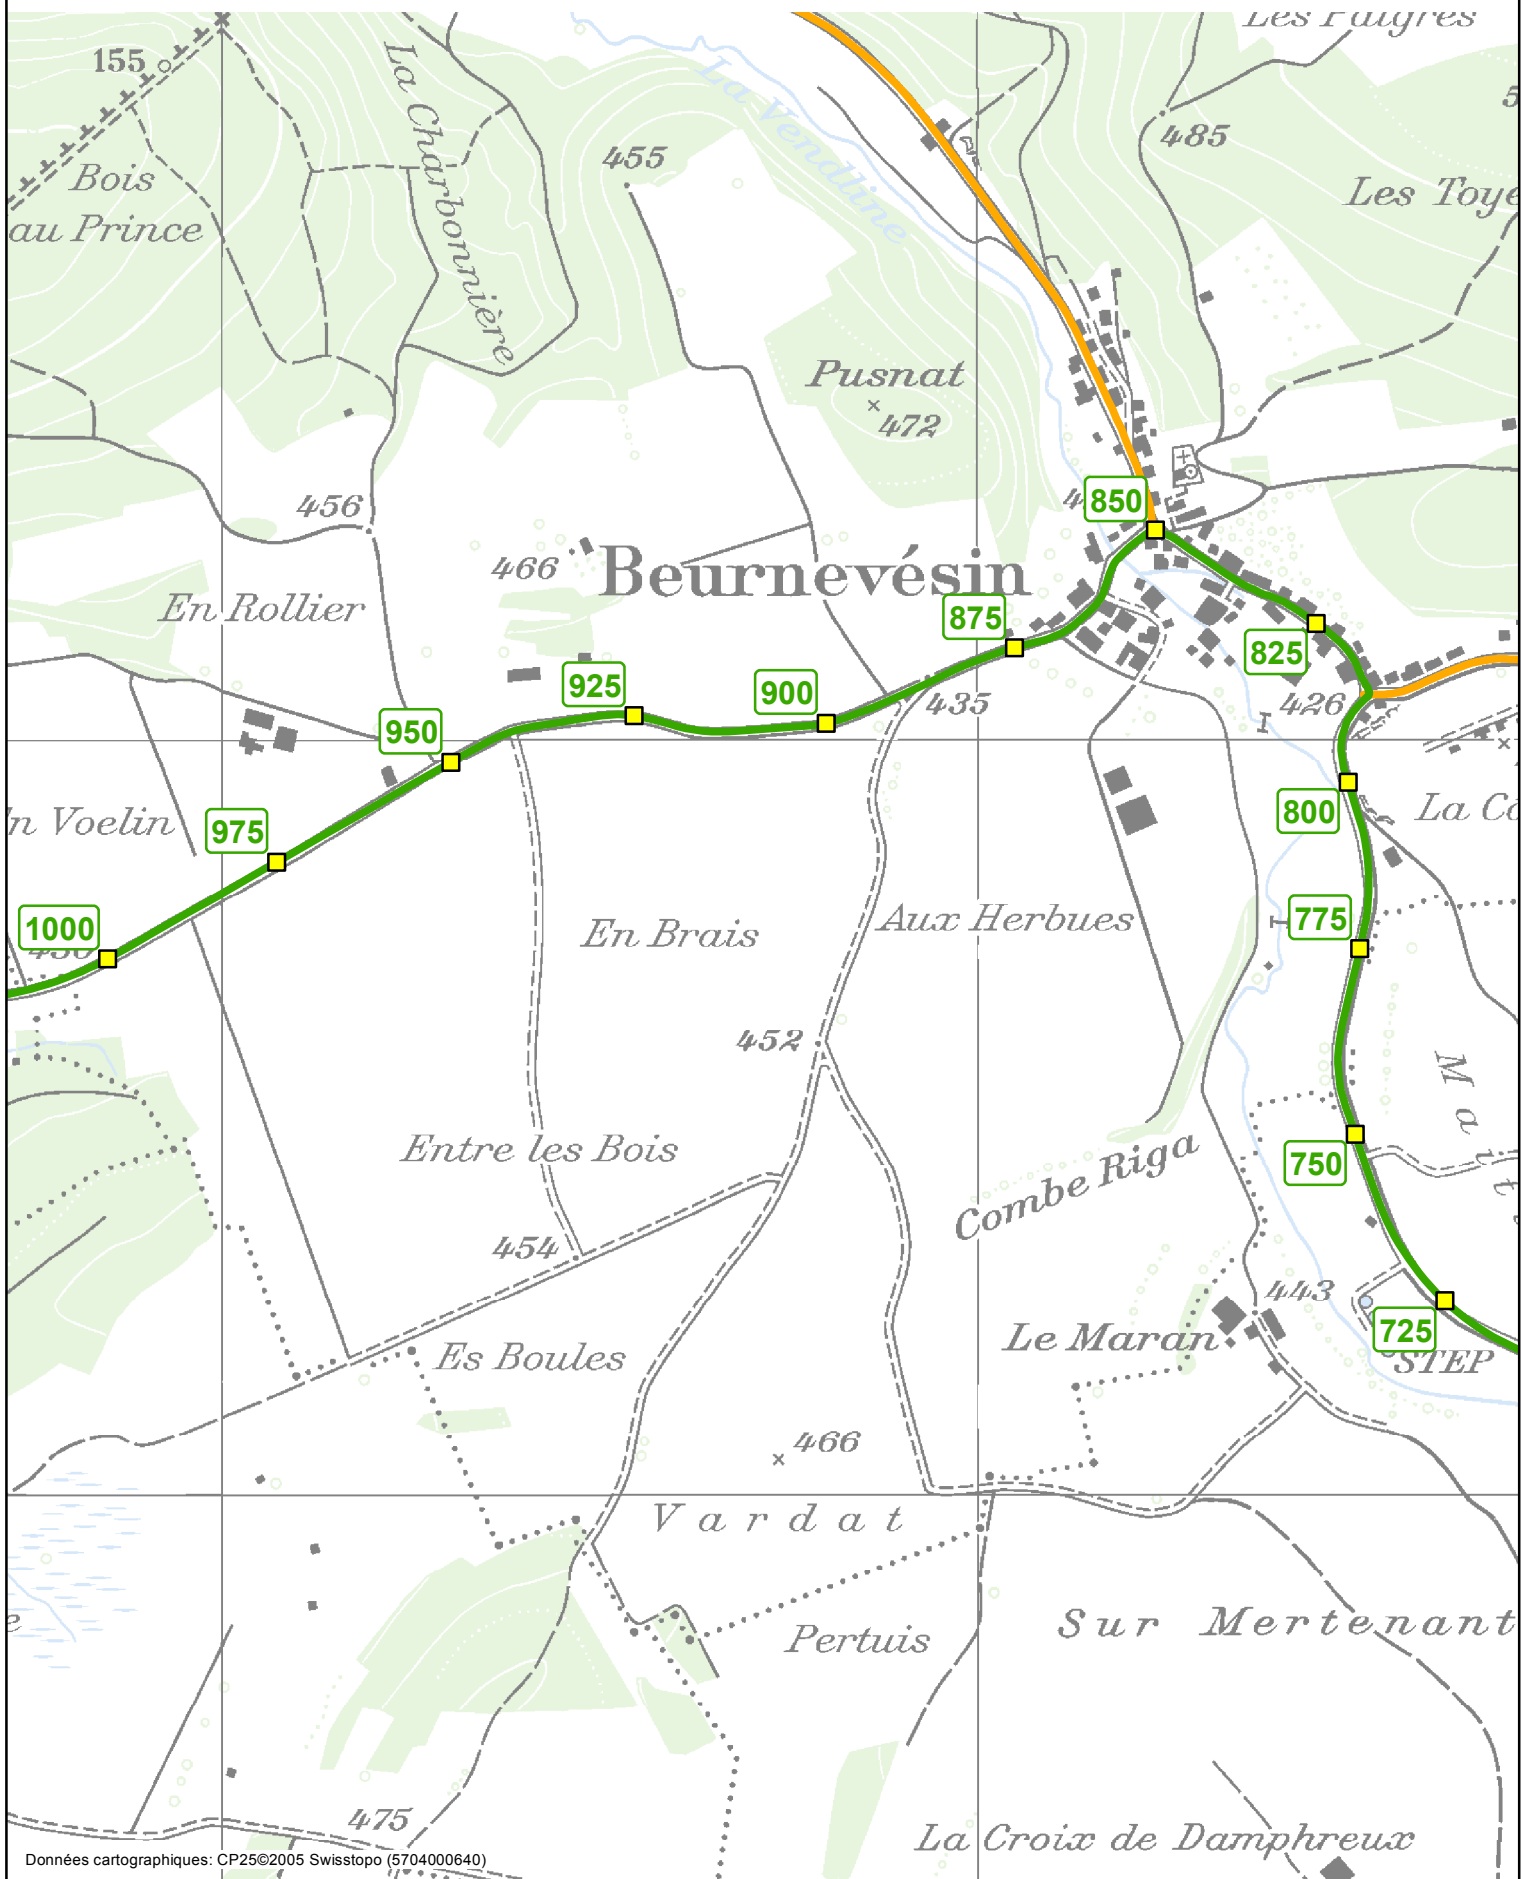 155
La Charbonnière
La Vendline
485
455
Bois
au Prince
Pusnat
472
850
456
466
Beurnevésin
En Rollier
875
825
925
900
435
426
950
975
Voelin
800
1000
775
En Brais
Aux Herbues
452
Entre les Bois
Combe Riga
750
454
443
Le Maran
725
STEP
Es Boules
466
Vardat
Sur Mertenant
Pertuis
475
La Croix de Damphreux
Données cartographiques: CP25©2005 Swisstopo (5704000640)